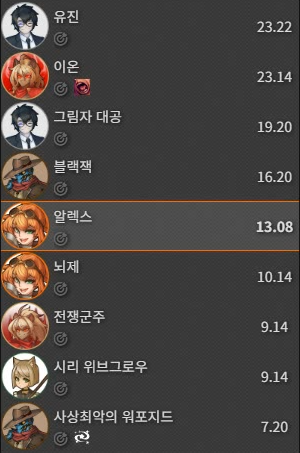 유진 23.22
이온 23.14
그림자 대공 19.20
블랙잭 16.20
알렉스 13.08
뇌제 10.14
전쟁군주 9.14
시리 위브그로우 9.14
사상최악의 워포지드 7.20